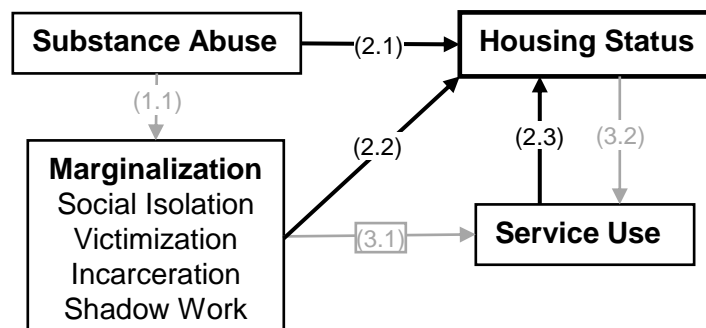 Substance Abuse
(2.1)
Housing Status
(1.1)
(2.2)
(2.3)
(3.2)
Marginalization
Social Isolation
Victimization
Incarceration
Shadow Work
(3.1)
Service Use